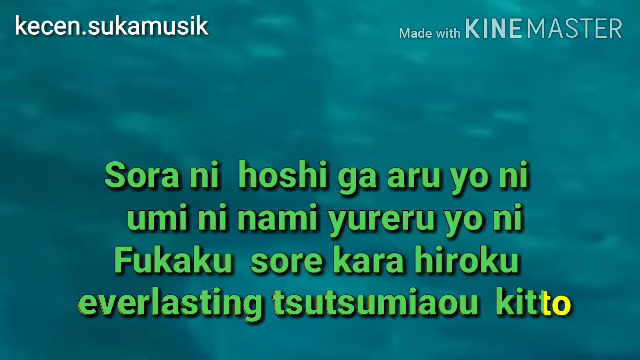 kecen.sukamusik
Made with KINEMASTER
Sora ni hoshi ga aru yo ni
umi ni nami yureru yo ni
Fukaku sore kara hiroku
everlasting tsutsumiaou kitto